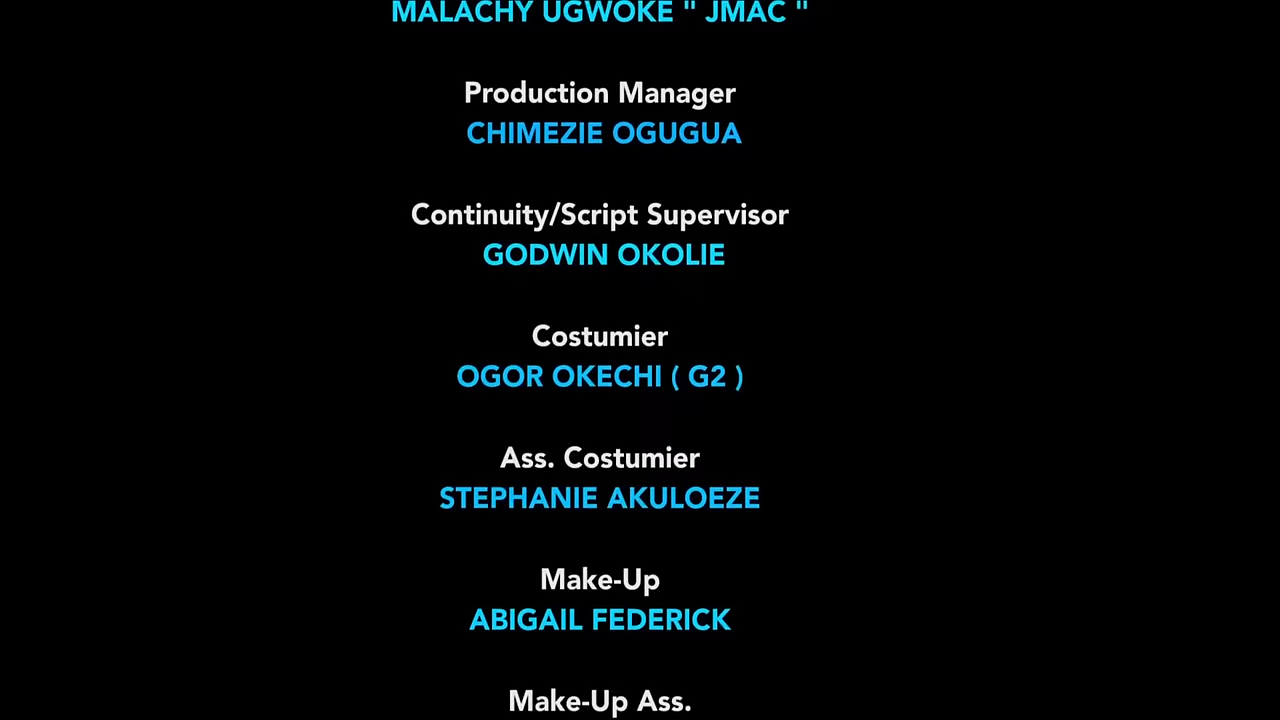 MALACHY UGWOKE " JMAC "
Production Manager
CHIMEZIE OGUGUA
Continuity/Script Supervisor
GODWIN OKOLIE
Costumier
OGOR OKECHI ( G2 )
Ass. Costumier
STEPHANIE AKULOEZE
Make-Up
ABIGAIL FEDERICK
Make-Up Ass.